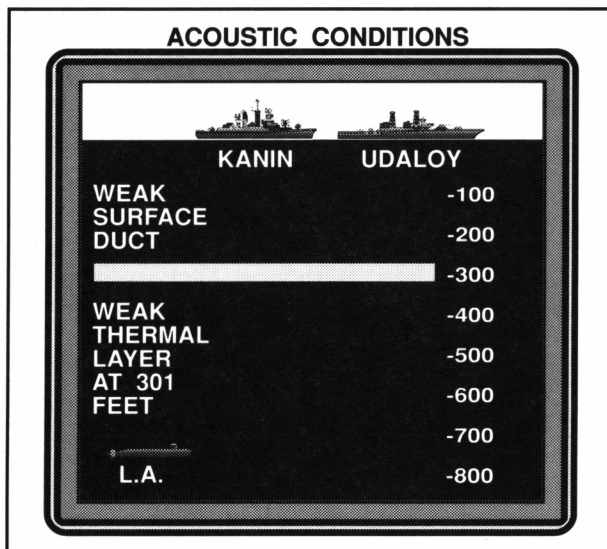 ACOUSTIC CONDITIONS
KANIN UDALOY
WEAK
SURFACE
DUCT
-100
-200
-300
WEAK
THERMAL
LAYER
AT 301
FEET
-400
-500
-600
-700
L.A.
-800